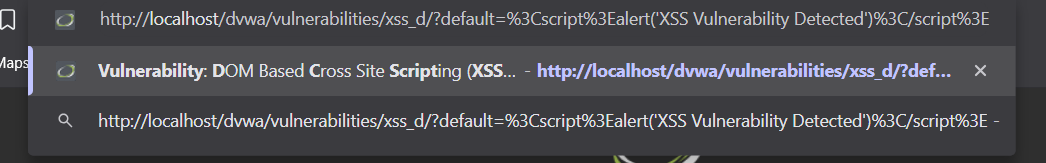 http://localhost/dvwa/vulnerabilities/xss_d/?default=%3Cscript%3Ealert('XSS Vulnerability Detected')%3C/script%3E
Maps
Vulnerability: DOM Based Cross Site Scripting (XSS... - http://localhost/dvwa/vulnerabilities/xss_d/?def...
http://localhost/dvwa/vulnerabilities/xss_d/?default=%3Cscript%3Ealert('XSS Vulnerability Detected')%3C/script%3E -